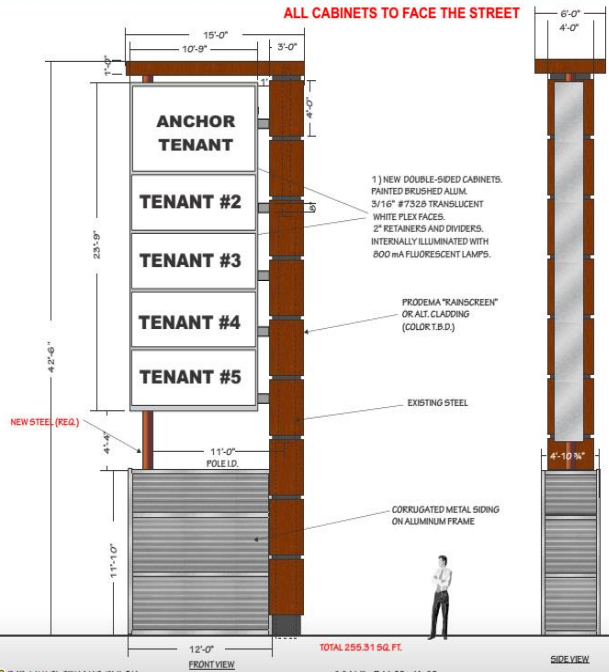 ALL CABINETS TO FACE THE STREET
15'-0"
10'-9"
3'-0"
6'-0"
4'-0"
1'-0"
1'
4'-0"
ANCHOR
TENANT
TENANT #2
TENANT #3
TENANT #4
TENANT #5
23'-9"
42'-6"
6"
1 ) NEW DOUBLE-SIDED CABINETS.
PAINTED BRUSHED ALUM.
3/16" #7328 TRANSLUCENT
WHITE PLEX FACES.
2" RETAINERS AND DIVIDERS.
INTERNALLY ILLUMINATED WITH
800 mA FLUORESCENT LAMPS.
PRODEMA "RAINSCREEN"
OR ALT. CLADDING
(COLOR T.B.D.)
EXISTING STEEL
NEW STEEL (REQ.)
4'-4"
11'-0"
POLE I.D.
4'-10 ¾"
CORRUGATED METAL SIDING
ON ALUMINUM FRAME
11'-10"
12'-0"
FRONT VIEW
TOTAL 255.31 SQ. FT.
SIDE VIEW